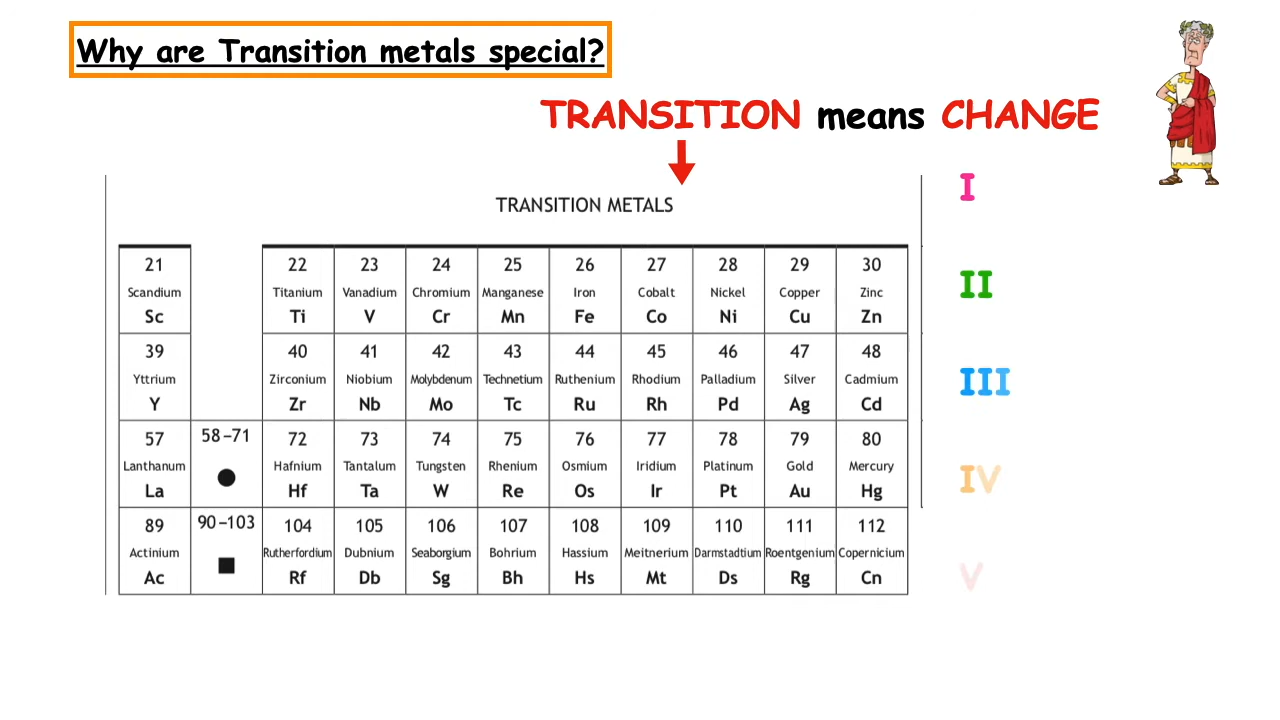 Why are Transition metals special?
TRANSITION means CHANGE
TRANSITION METALS
21 22 23 24 25 26 27 28 29 30
Scandium Titanium Vanadium Chromium Manganese Iron Cobalt Nickel Copper Zinc
Sc Ti V Cr Mn Fe Co Ni Cu Zn
39 40 41 42 43 44 45 46 47 48
Yttrium Zirconium Niobium Molybdenum Technetium Ruthenium Rhodium Palladium Silver Cadmium
Y Zr Nb Mo Tc Ru Rh Pd Ag Cd
57 58–71 72 73 74 75 76 77 78 79 80
Lanthanum Hafnium Tantalum Tungsten Rhenium Osmium Iridium Platinum Gold Mercury
La Hf Ta W Re Os Ir Pt Au Hg
89 90–103 104 105 106 107 108 109 110 111 112
Actinium Rutherfordium Dubnium Seaborgium Bohrium Hassium Meitnerium Darmstadtium Roentgenium Copernicium
Ac Rf Db Sg Bh Hs Mt Ds Rg Cn
I
II
III
IV
V